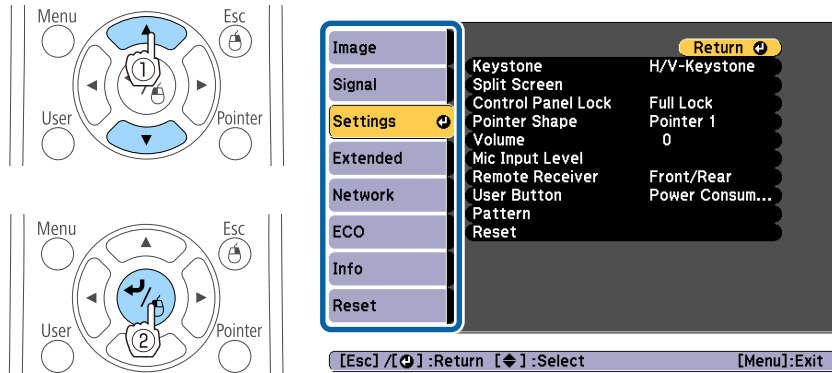 Menu
Esc
1
User
Pointer
Menu
Esc
User
Pointer
2
Image
Signal
Settings
Extended
Network
ECO
Info
Reset
Return
Keystone H/V-Keystone
Split Screen
Control Panel Lock Full Lock
Pointer Shape Pointer 1
Volume 0
Mic Input Level
Remote Receiver Front/Rear
User Button Power Consum...
Pattern
Reset
[Esc] /[ ] :Return [ ] :Select [Menu]:Exit